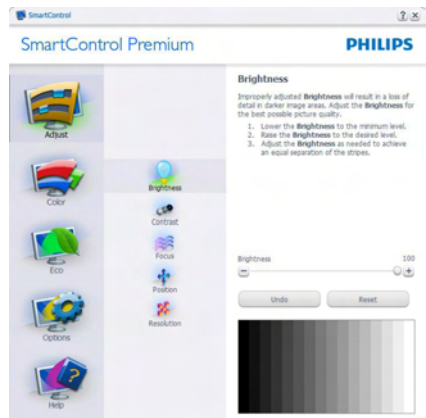 SmartControl
SmartControl Premium
PHILIPS
Adjust
Color
Eco
Options
Help
Brightness
Contrast
Focus
Position
Resolution
Brightness
Improperly adjusted Brightness will result in a loss of
detail in darker image areas. Adjust the Brightness for
the best possible picture quality.
1. Lower the Brightness to the minimum level.
2. Raise the Brightness to the desired level.
3. Adjust the Brightness as needed to achieve
an equal separation of the stripes.
Brightness 100
Undo Reset